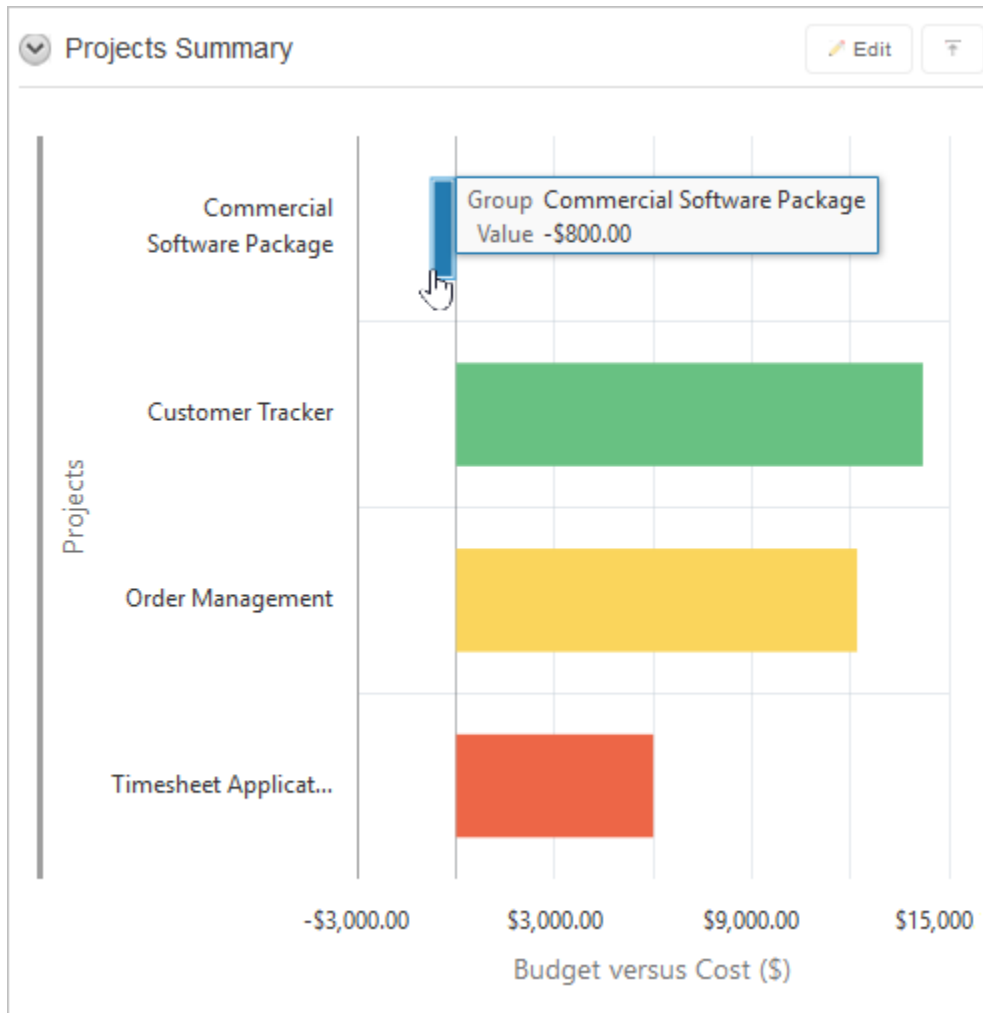 Projects Summary
Edit
Commercial
Software Package
Group Commercial Software Package
Value -$800.00
Customer Tracker
Projects
Order Management
Timesheet Applicat...
-$3,000.00 $3,000.00 $9,000.00 $15,000
Budget versus Cost ($)